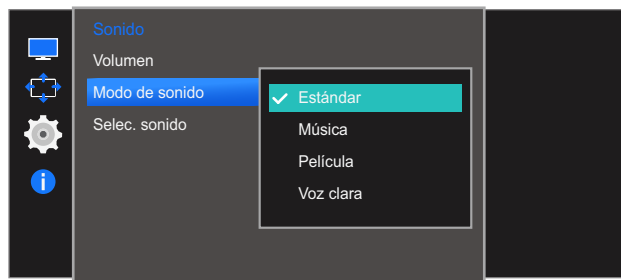 Sonido
Volumen
Modo de sonido
Selec. sonido
Estándar
Música
Película
Voz clara